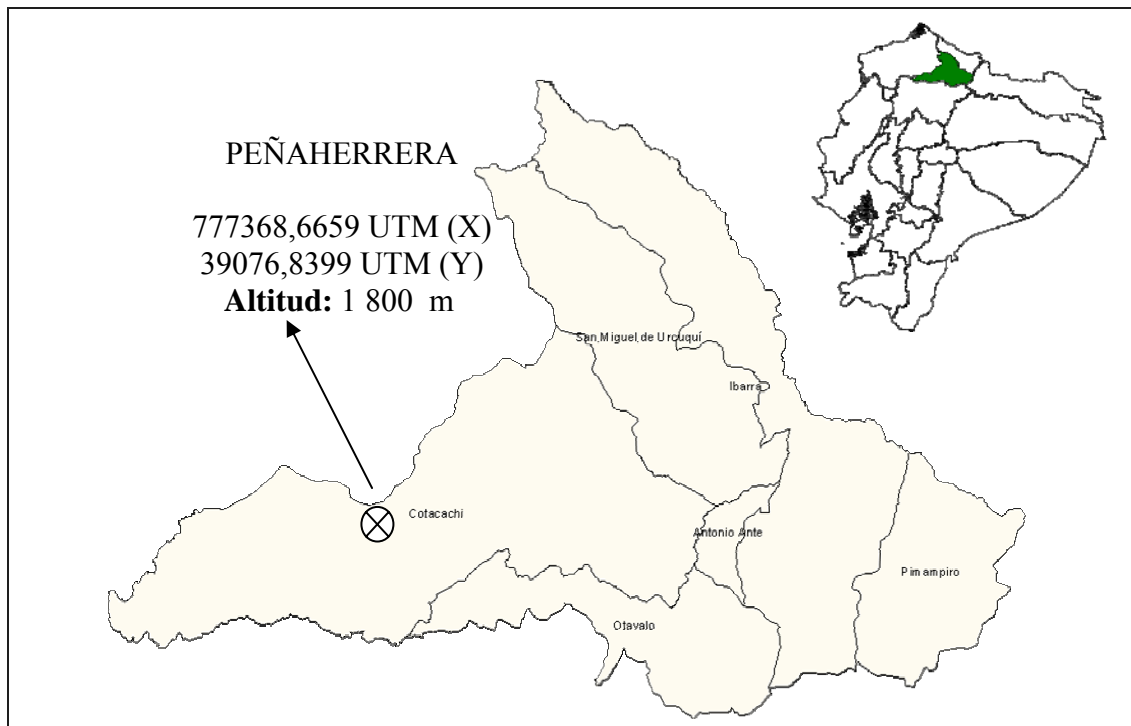 PEÑAHERRERA
777368,6659 UTM (X)
39076,8399 UTM (Y)
Altitud: 1 800 m
San Miguel de Urcuquí
Ibarra
Cotacachi
Antonio Ante
Pimampiro
Otavalo